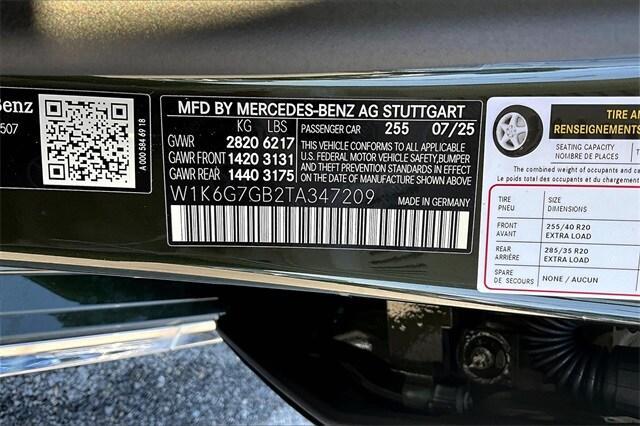 Benz
507
A 000 584 69 18
MFD BY MERCEDES-BENZ AG STUTTGART
KG LBS PASSENGER CAR 255 07/25
GVWR 2820 6217
GAWR FRONT 1420 3131
GAWR REAR 1440 3175
THIS VEHICLE CONFORMS TO ALL APPLICABLE
U.S. FEDERAL MOTOR VEHICLE SAFETY, BUMPER
AND THEFT PREVENTION STANDARDS IN EFFECT
ON THE DATE OF MANUFACTURE SHOWN ABOVE.
W1K6G7GB2TA347209 MADE IN GERMANY
TIRE AN
RENSEIGNEMENTS
SEATING CAPACITY
NOMBRE DE PLACES
The combined weight of occupants and
Le poids total des occupants et du
TIRE
PNEU
SIZE
DIMENSIONS
FRONT
AVANT
255/40 R20
EXTRA LOAD
REAR
ARRIÈRE
285/35 R20
EXTRA LOAD
SPARE
DE SECOURS
NONE / AUCUN